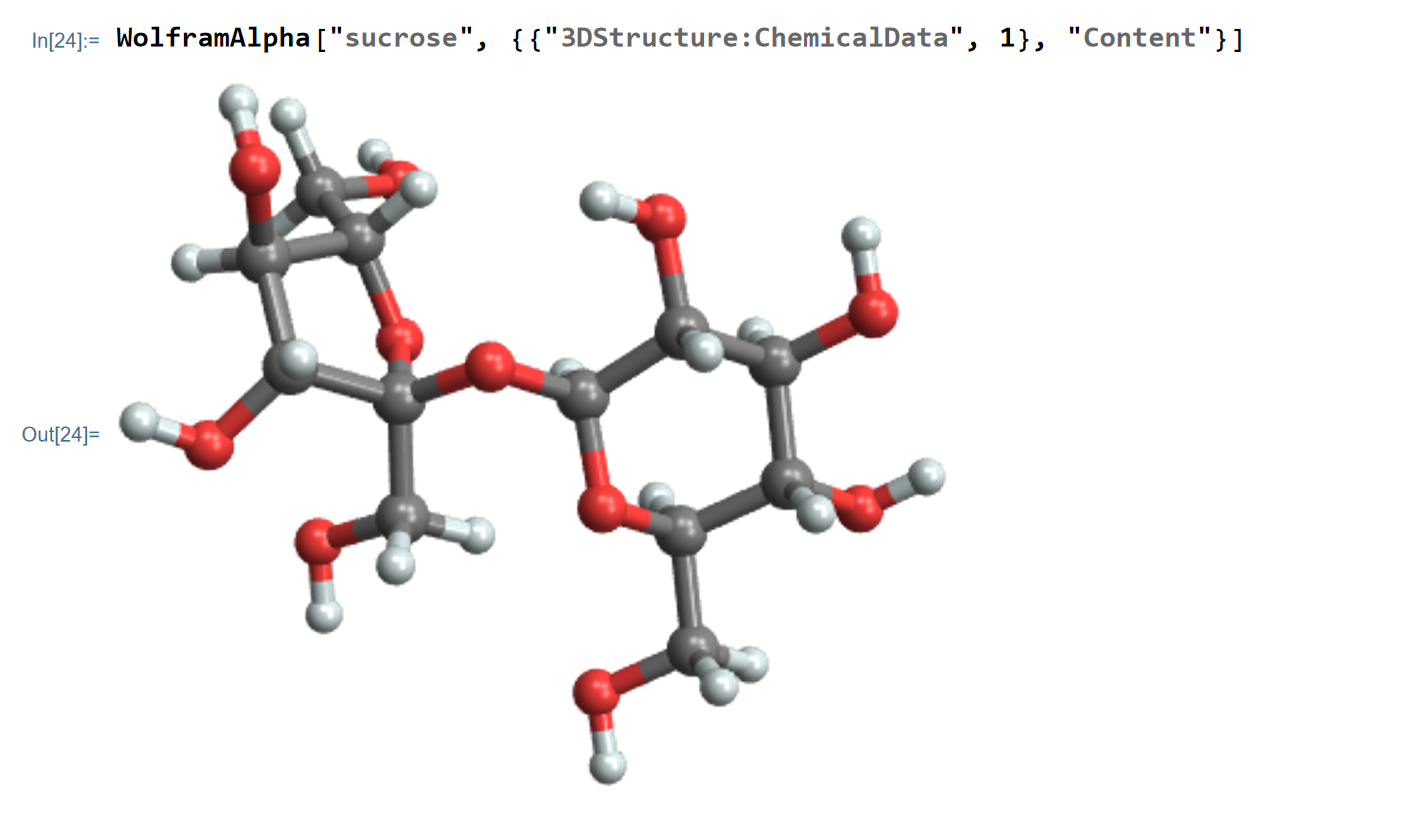 In[24]:= WolframAlpha["sucrose", {{"3DStructure:ChemicalData", 1}, "Content"}]
Out[24]=